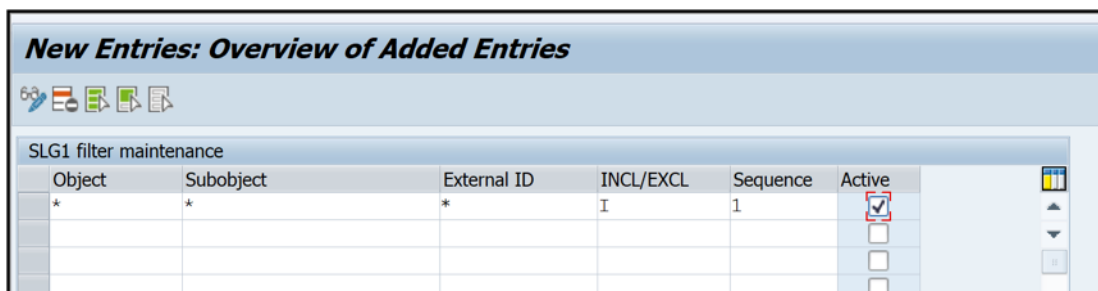 New Entries: Overview of Added Entries
SLG1 filter maintenance
Object Subobject External ID INCL/EXCL Sequence Active
* * * I 1